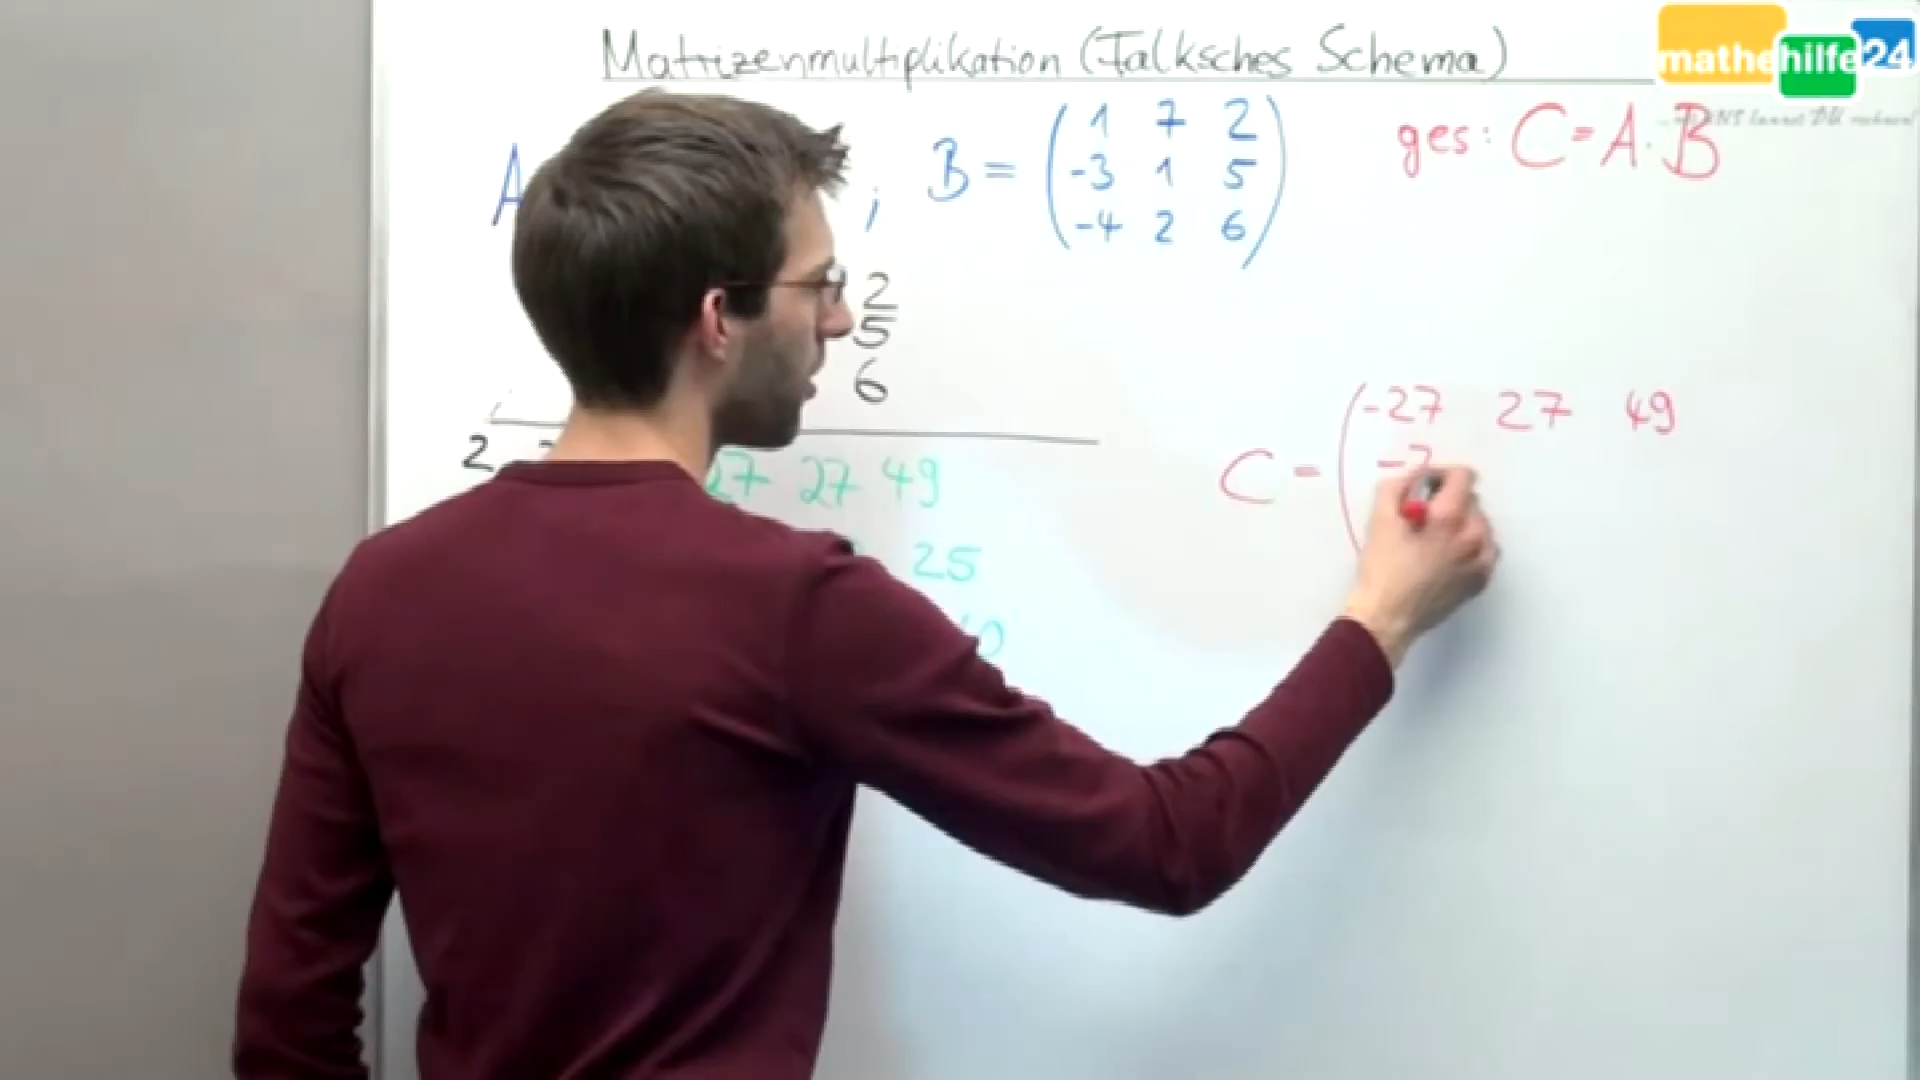 Matrizenmultiplikation (Falksches Schema)
mathehilfe24
A ; B = ( 1 7 2
-3 1 5
-4 2 6 )
ges: C = A · B
2
5
6
2
27 27 49
25
C = ( -27 27 49